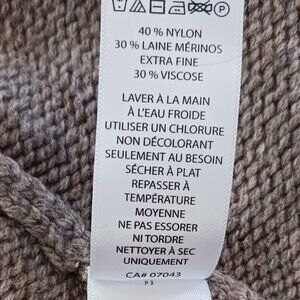 40 % NYLON
30 % LAINE MÉRINOS
EXTRA FINE
30 % VISCOSE
LAVER À LA MAIN
À L'EAU FROIDE
UTILISER UN CHLORURE
NON DÉCOLORANT
SEULEMENT AU BESOIN
SÉCHER À PLAT
REPASSER À
TEMPÉRATURE
MOYENNE
NE PAS ESSORER
NI TORDRE
NETTOYER À SEC
UNIQUEMENT
CA# 07043
P3